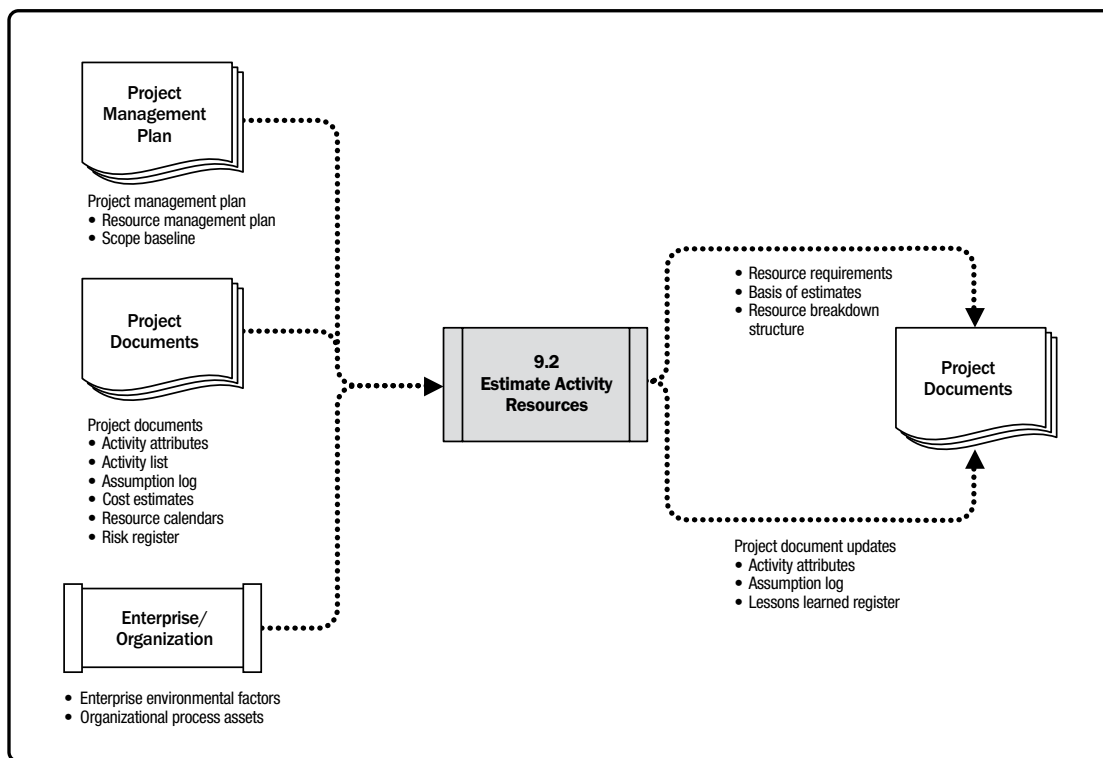 Project
Management
Plan
Project management plan
• Resource management plan
• Scope baseline
Project
Documents
Project documents
• Activity attributes
• Activity list
• Assumption log
• Cost estimates
• Resource calendars
• Risk register
Enterprise/
Organization
• Enterprise environmental factors
• Organizational process assets
9.2
Estimate Activity
Resources
• Resource requirements
• Basis of estimates
• Resource breakdown
structure
Project
Documents
Project document updates
• Activity attributes
• Assumption log
• Lessons learned register